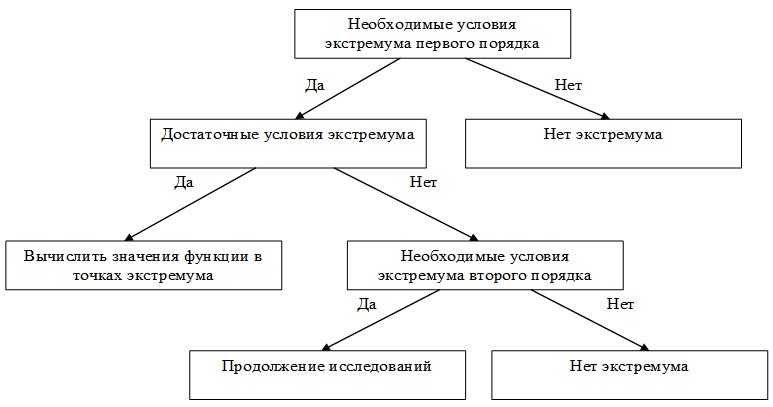 Необходимые условия
экстремума первого порядка
Да
Нет
Достаточные условия экстремума
Нет экстремума
Да
Нет
Вычислить значения функции в
точках экстремума
Необходимые условия
экстремума второго порядка
Да
Нет
Продолжение исследований
Нет экстремума